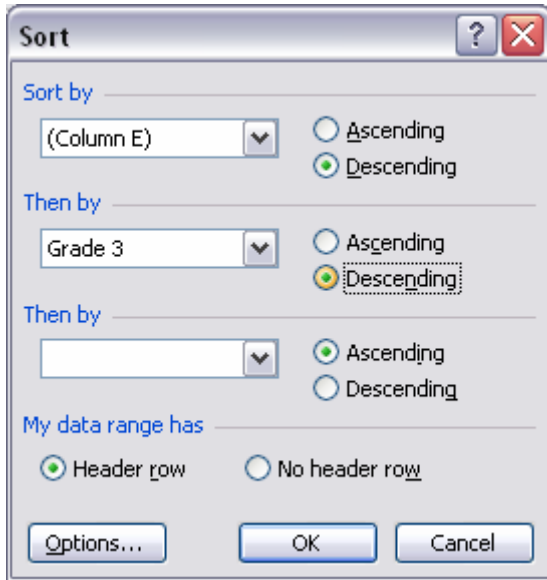 Sort
Sort by
(Column E)
Ascending
Descending
Then by
Grade 3
Ascending
Descending
Then by
Ascending
Descending
My data range has
Header row
No header row
Options...
OK
Cancel